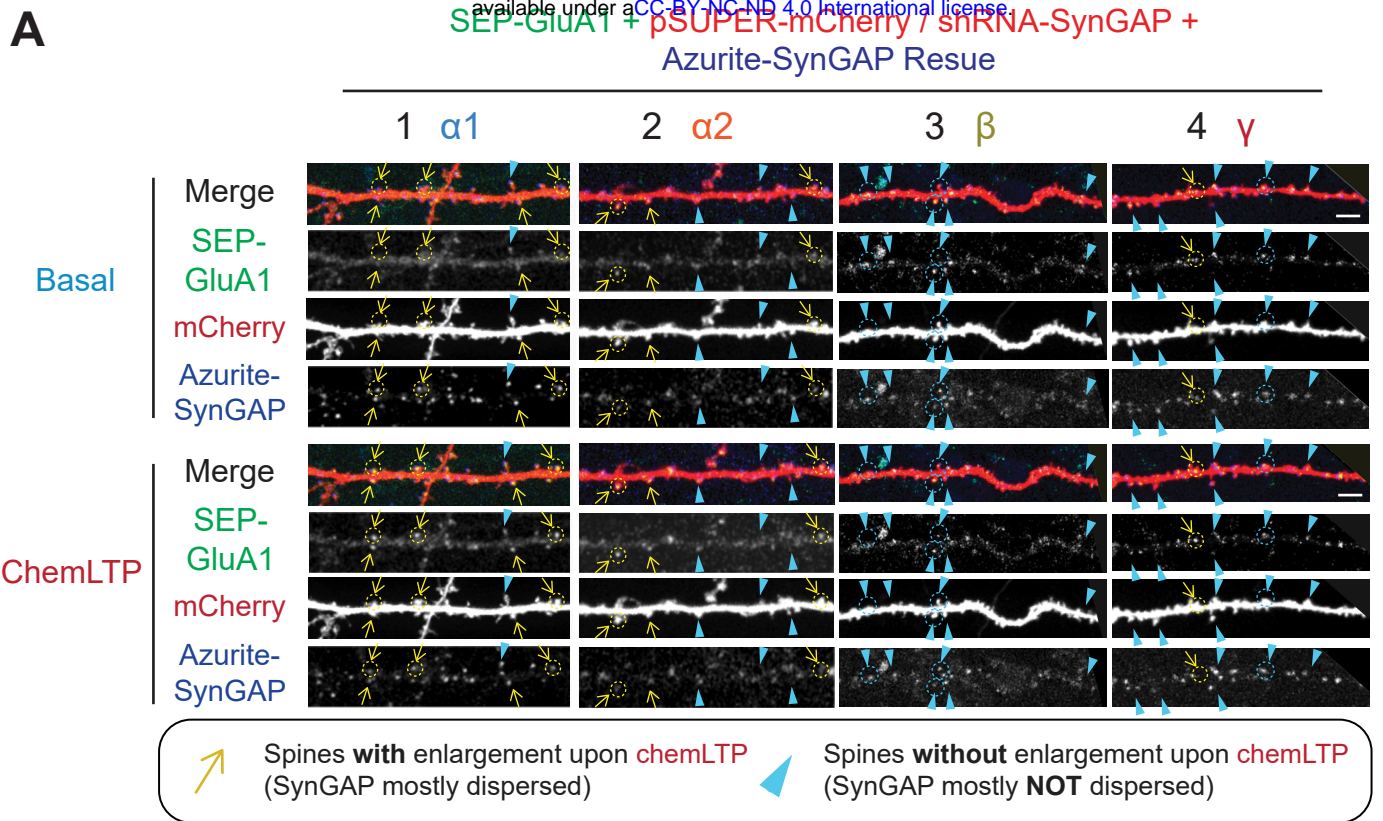 A
available under aCC-BY-NC-ND 4.0 International license.
SEP-GluA1 + pSUPER-mCherry / shRNA-SynGAP +
Azurite-SynGAP Resue
1 α1 2 α2 3 β 4 γ
Basal
Merge
SEP-
GluA1
mCherry
Azurite-
SynGAP
ChemLTP
Merge
SEP-
GluA1
mCherry
Azurite-
SynGAP
Spines with enlargement upon chemLTP
(SynGAP mostly dispersed)
Spines without enlargement upon chemLTP
(SynGAP mostly NOT dispersed)